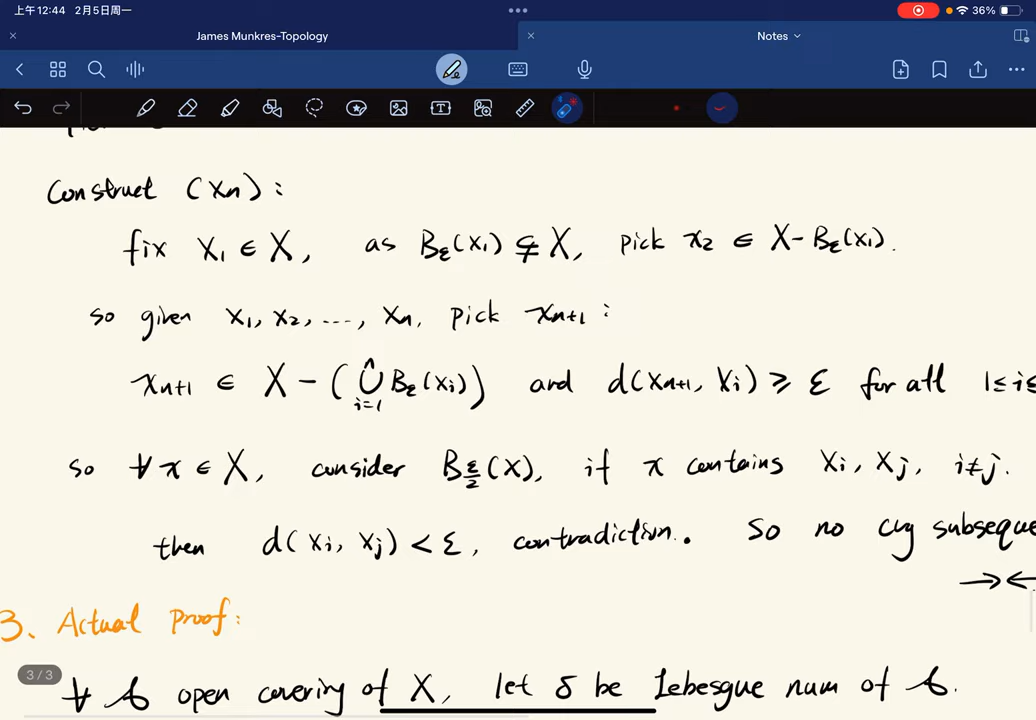 上午12:44 2月5日周一
36%
James Munkres-Topology
Notes
Construct (xn):
fix x₁ ∈ X, as Bε(x₁) ⊊ X, pick x₂ ∈ X - Bε(x₁).
so given x₁, x₂, ..., xn, pick xn+1:
xn+1 ∈ X - (⋃ⁿᵢ₌₁ Bε(xi)) and d(xn+1, xi) ≥ ε for all 1≤i≤
so ∀ x ∈ X, consider Bε/2(x), if x contains xi, xj, i≠j.
then d(xi, xj) < ε, contradiction. So no cvg subseque
→←
3. Actual Proof:
3/3
∀ 𝒜 open covering of X, let δ be Lebesgue num of 𝒜.